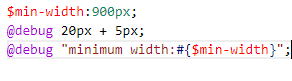 $min-width:900px;
@debug 20px + 5px;
@debug "minimum width:#{$min-width}";